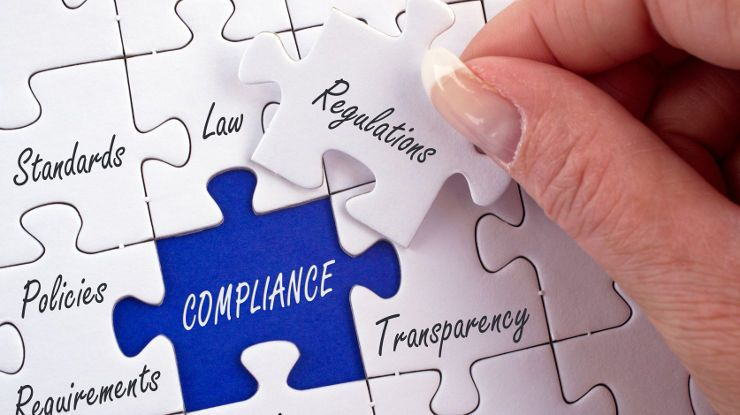 Standards
Law
Regulations
Policies
COMPLIANCE
Transparency
Requirements